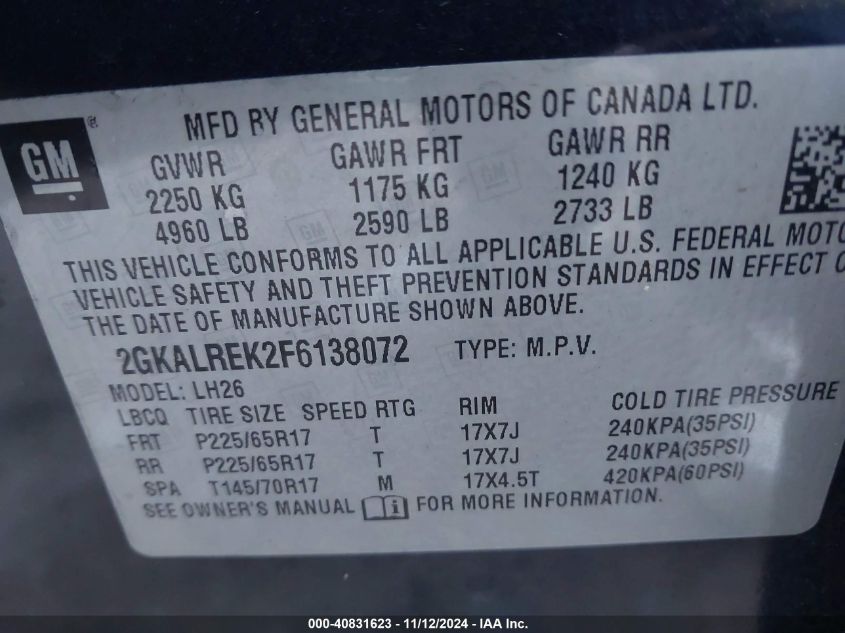 MFD BY GENERAL MOTORS OF CANADA LTD.
GM ®
GVWR GAWR FRT GAWR RR
2250 KG 1175 KG 1240 KG
4960 LB 2590 LB 2733 LB
THIS VEHICLE CONFORMS TO ALL APPLICABLE U.S. FEDERAL
VEHICLE SAFETY AND THEFT PREVENTION STANDARDS IN EFFECT
THE DATE OF MANUFACTURE SHOWN ABOVE.
2GKALREK2F6138072 TYPE: M.P.V.
MODEL: LH26
LBCQ TIRE SIZE SPEED RTG RIM COLD TIRE PRESSURE
FRT P225/65R17 T 17X7J 240KPA(35PSI)
RR P225/65R17 T 17X7J 240KPA(35PSI)
SPA T145/70R17 M 17X4.5T 420KPA(60PSI)
SEE OWNER'S MANUAL i FOR MORE INFORMATION.
000-40831623 - 11/12/2024 - IAAI.com - Copyright 2024 IAA, Inc.